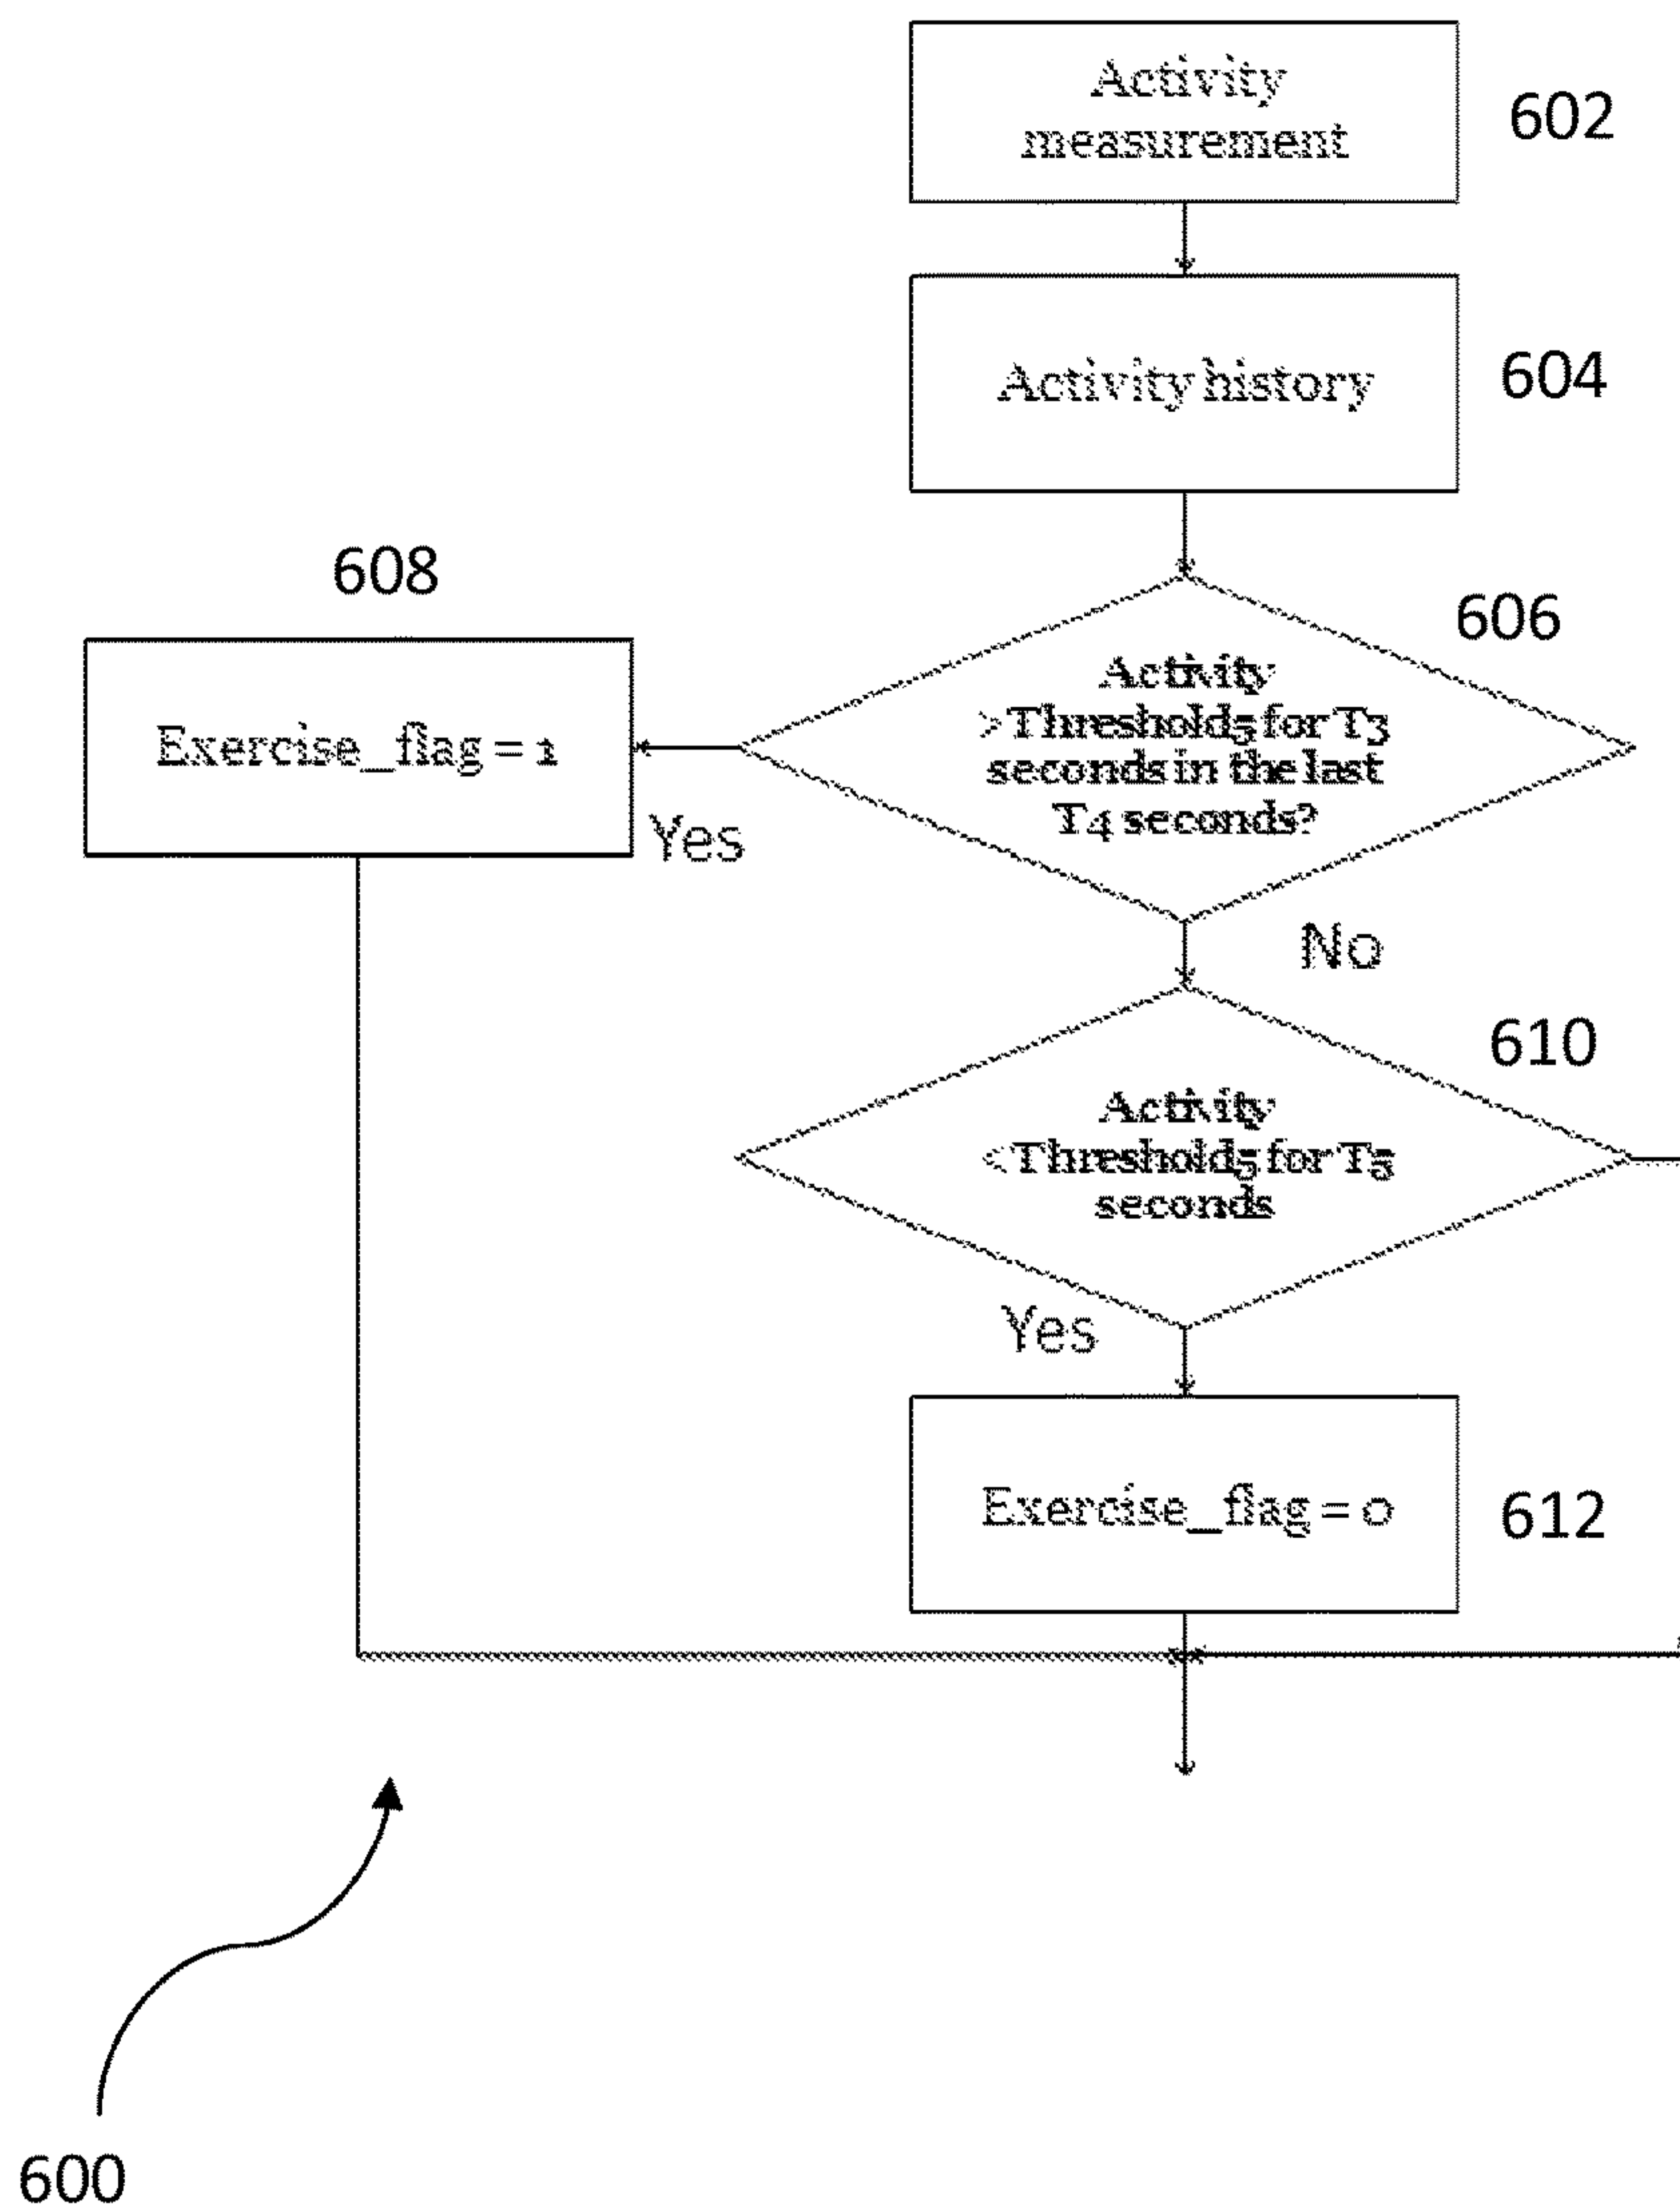 Activity
measurement
602
Activity history
604
608
606
Exercise_flag = 1
Activity
>Threshold5 for T3
seconds in the last
T4 seconds?
Yes
No
610
Activity
<Threshold5 for T5
seconds
Yes
Exercise_flag = 0
612
600